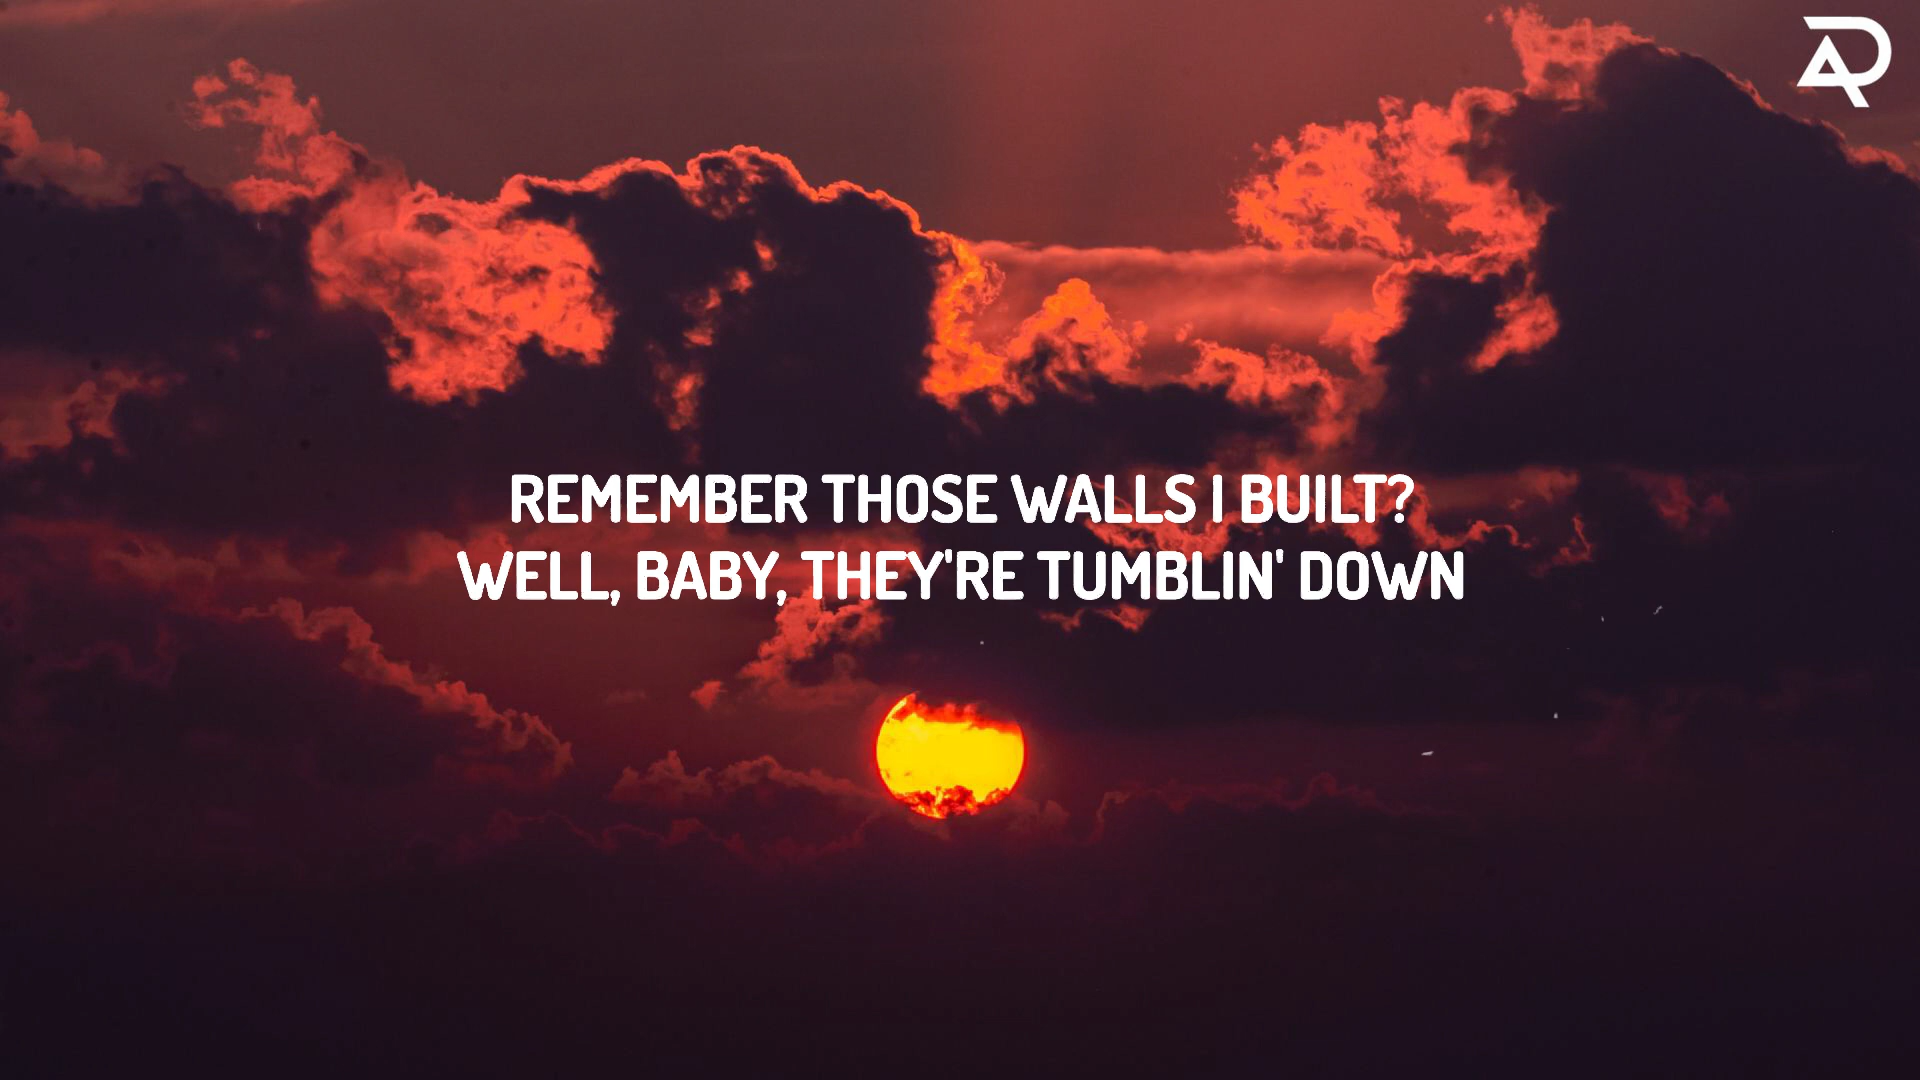 REMEMBER THOSE WALLS I BUILT?
WELL, BABY, THEY'RE TUMBLIN' DOWN